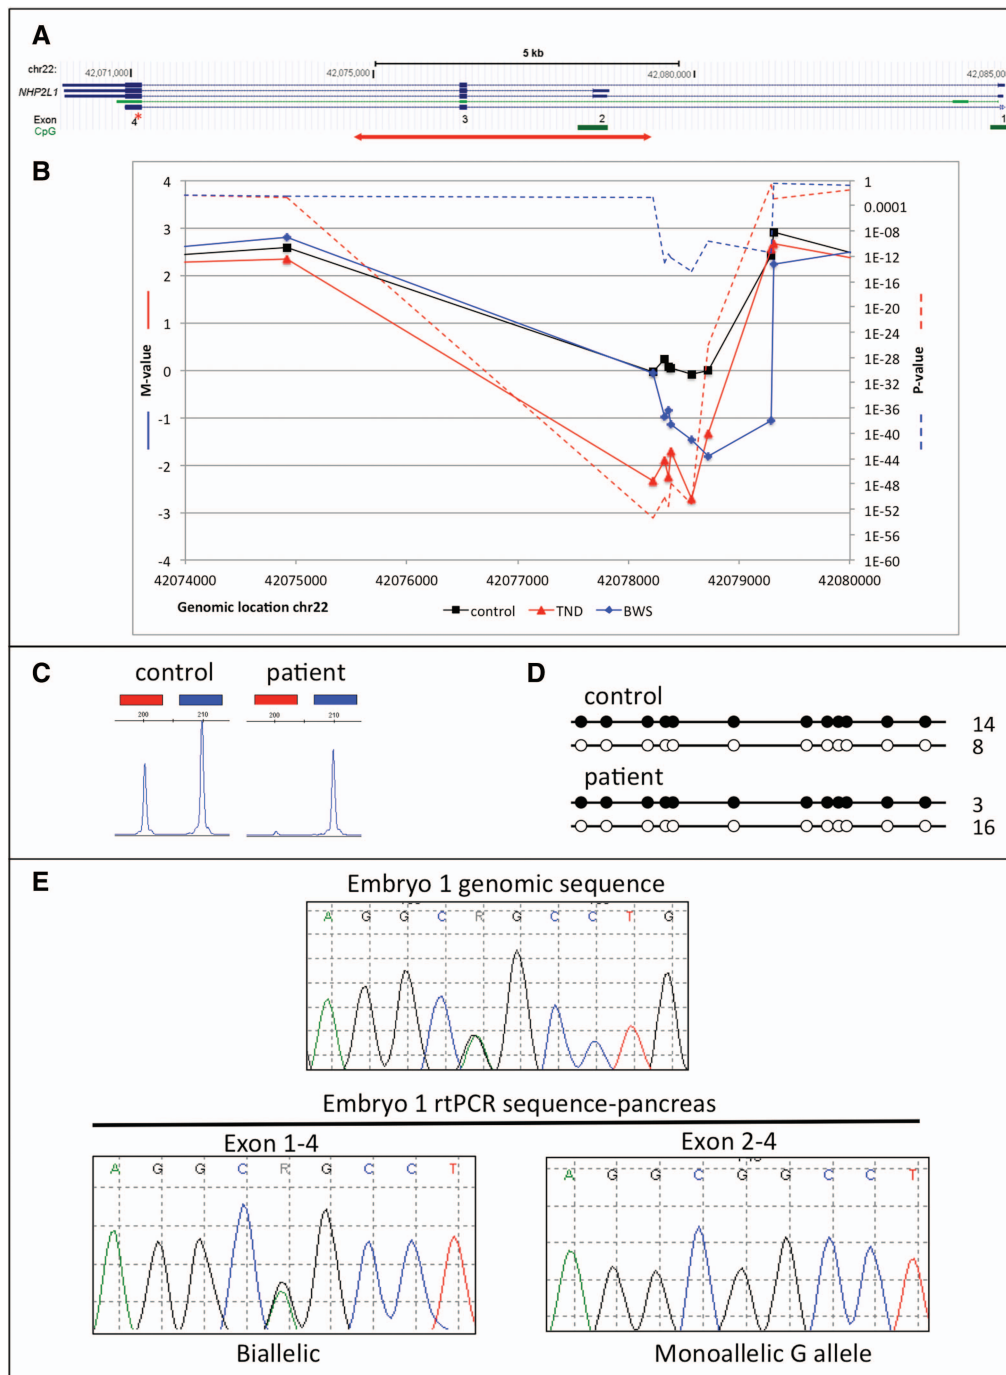 A
5 kb
chr22:
42,071,000
42,075,000
42,080,000
42,085,000
NHP2L1
Exon
4*
3
2
1
CpG
B
4
3
2
1
0
-1
-2
-3
-4
M-value
1
0.0001
1E-08
1E-12
1E-16
1E-20
1E-24
1E-28
1E-32
1E-36
1E-40
1E-44
1E-48
1E-52
1E-56
1E-60
P-value
42074000 42075000 42076000 42077000 42078000 42079000 42080000
Genomic location chr22
control TND BWS
C
control patient
200 210 200 210
D
control
14
8
patient
3
16
E
Embryo 1 genomic sequence
A G G C R G C C T G
Embryo 1 rtPCR sequence-pancreas
Exon 1-4
A G G C R G C C T
Biallelic
Exon 2-4
A G G C G G C C T
Monoallelic G allele